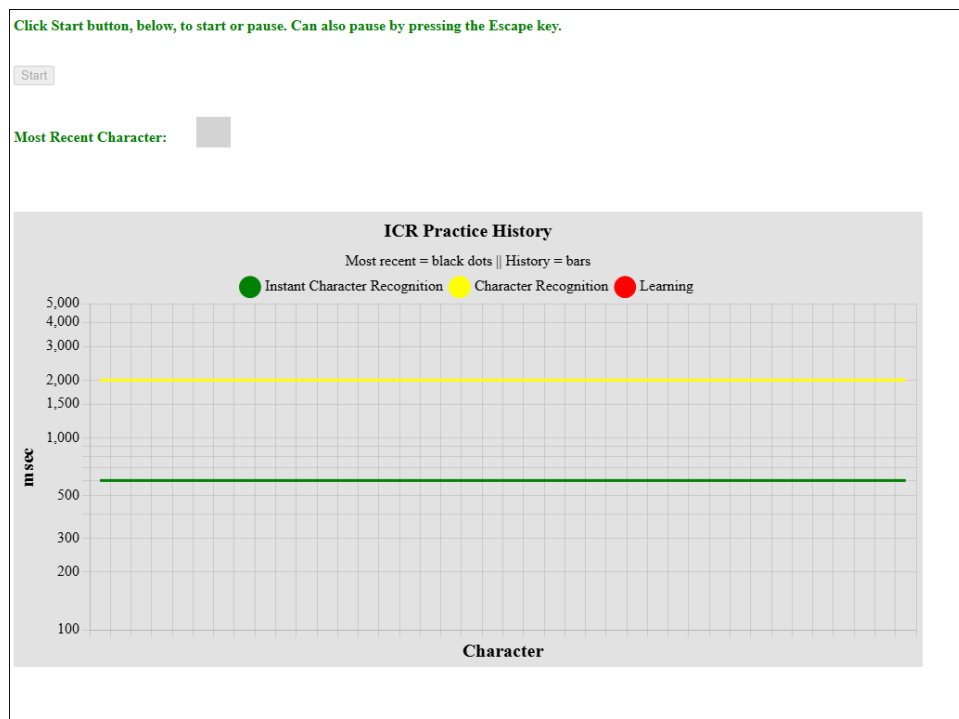 Click Start button, below, to start or pause. Can also pause by pressing the Escape key.
Start
Most Recent Character:
ICR Practice History
Most recent = black dots || History = bars
Instant Character Recognition Character Recognition Learning
5,000
4,000
3,000
2,000
1,500
1,000
msec
500
300
200
100
Character